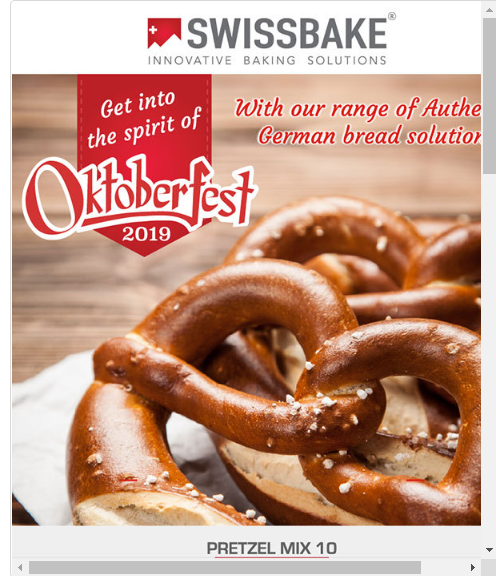 SWISSBAKE®
INNOVATIVE BAKING SOLUTIONS
Get into
the spirit of
Oktoberfest
2019
With our range of Authe
German bread solution
PRETZEL MIX 10